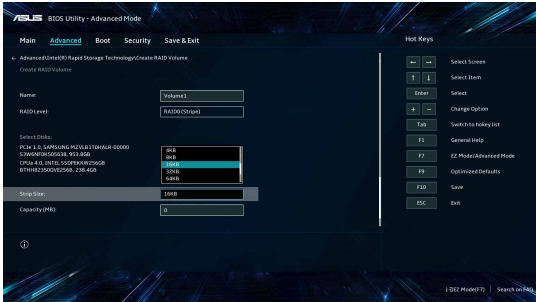 ASUS BIOS Utility - Advanced Mode
Main Advanced Boot Security Save & Exit
Hot Keys
← Advanced\Intel(R) Rapid Storage Technology\Create RAID Volume
Create RAID Volume
Name: Volume1
RAID Level: RAID0 (Stripe)
Select Disks:
PCIe 1.0, SAMSUNG MZVLB1T0HALR-00000
S3W6NF0K505638, 953.8GB
CPUa 4.0, INTEL SSDPEKKW256G8
BTHH82350QVE256B, 238.4GB
4KB
8KB
16KB
32KB
64KB
Strip Size: 16KB
Capacity (MB): 0
← → Select Screen
↑ ↓ Select Item
Enter Select
+ − Change Option
Tab Switch to hokey list
F1 General Help
F7 EZ Mode/Advanced Mode
F9 Optimized Defaults
F10 Save
ESC Exit
EZ Mode(F7) | Search on FAQ